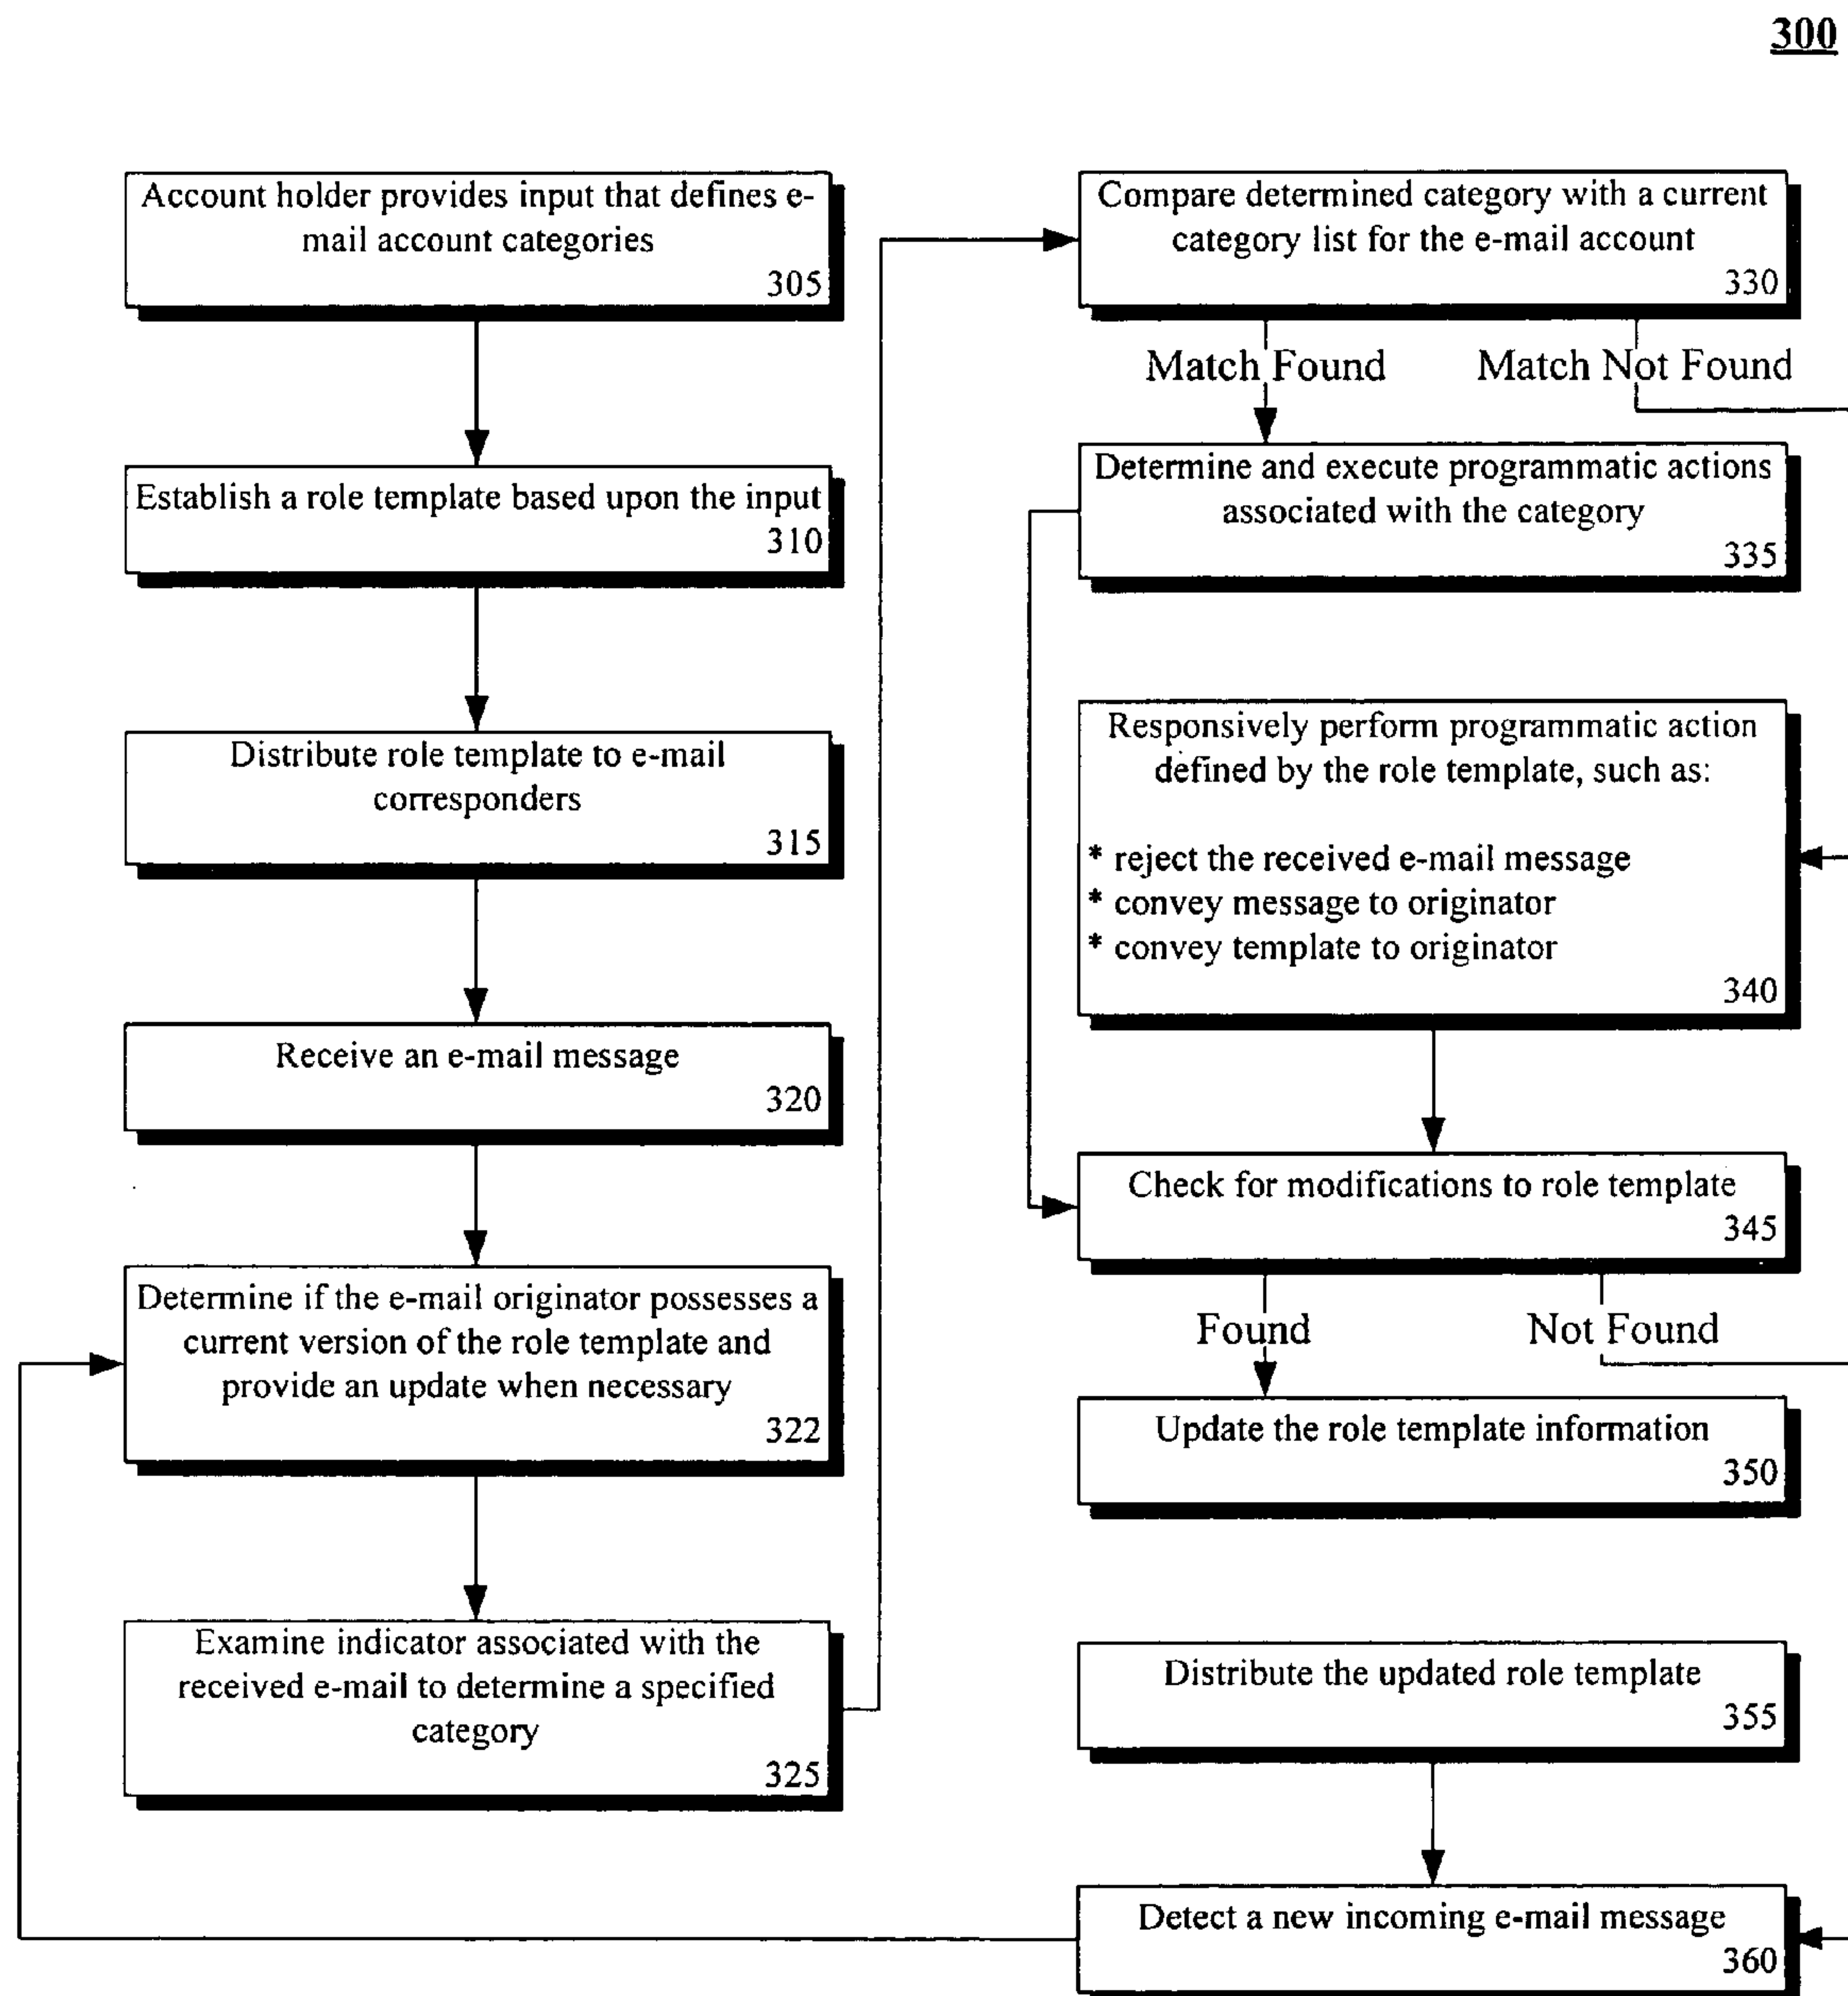 300
Account holder provides input that defines e-
mail account categories
305
Establish a role template based upon the input
310
Distribute role template to e-mail
corresponders
315
Receive an e-mail message
320
Determine if the e-mail originator possesses a
current version of the role template and
provide an update when necessary
322
Examine indicator associated with the
received e-mail to determine a specified
category
325
Compare determined category with a current
category list for the e-mail account
330
Match Found
Match Not Found
Determine and execute programmatic actions
associated with the category
335
Responsively perform programmatic action
defined by the role template, such as:
* reject the received e-mail message
* convey message to originator
* convey template to originator
340
Check for modifications to role template
345
Found
Not Found
Update the role template information
350
Distribute the updated role template
355
Detect a new incoming e-mail message
360